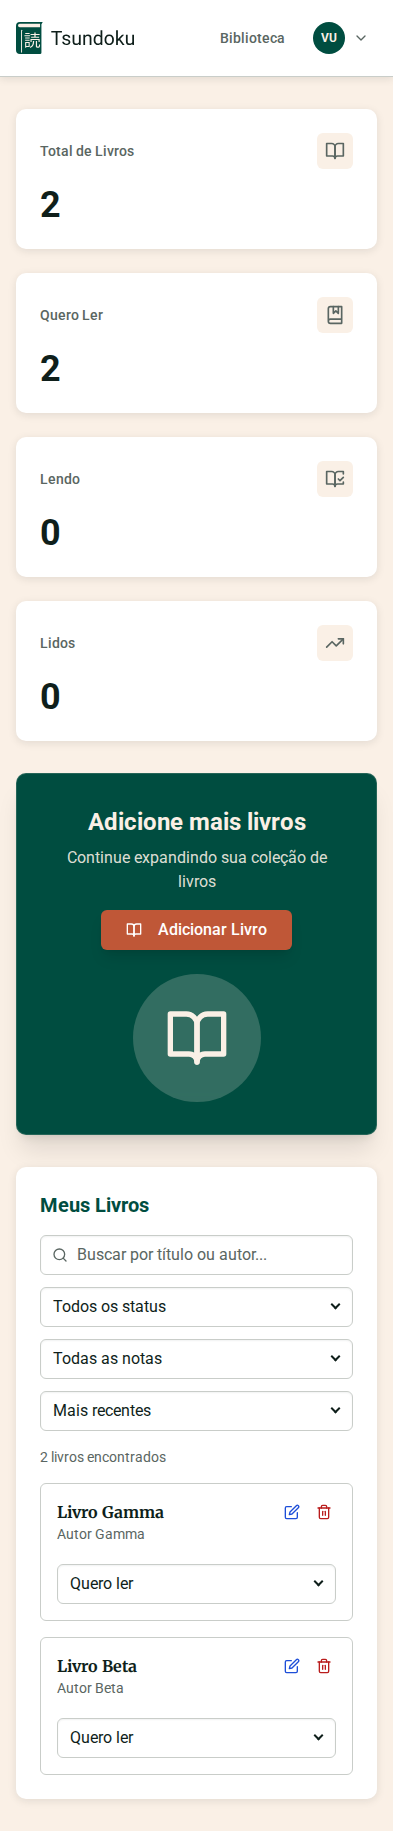 読
Tsundoku
Biblioteca
VU
Total de Livros
2
Quero Ler
2
Lendo
0
Lidos
0
Adicione mais livros
Continue expandindo sua coleção de
livros
Adicionar Livro
Meus Livros
Buscar por título ou autor...
Todos os status
Todas as notas
Mais recentes
2 livros encontrados
Livro Gamma
Autor Gamma
Quero ler
Livro Beta
Autor Beta
Quero ler